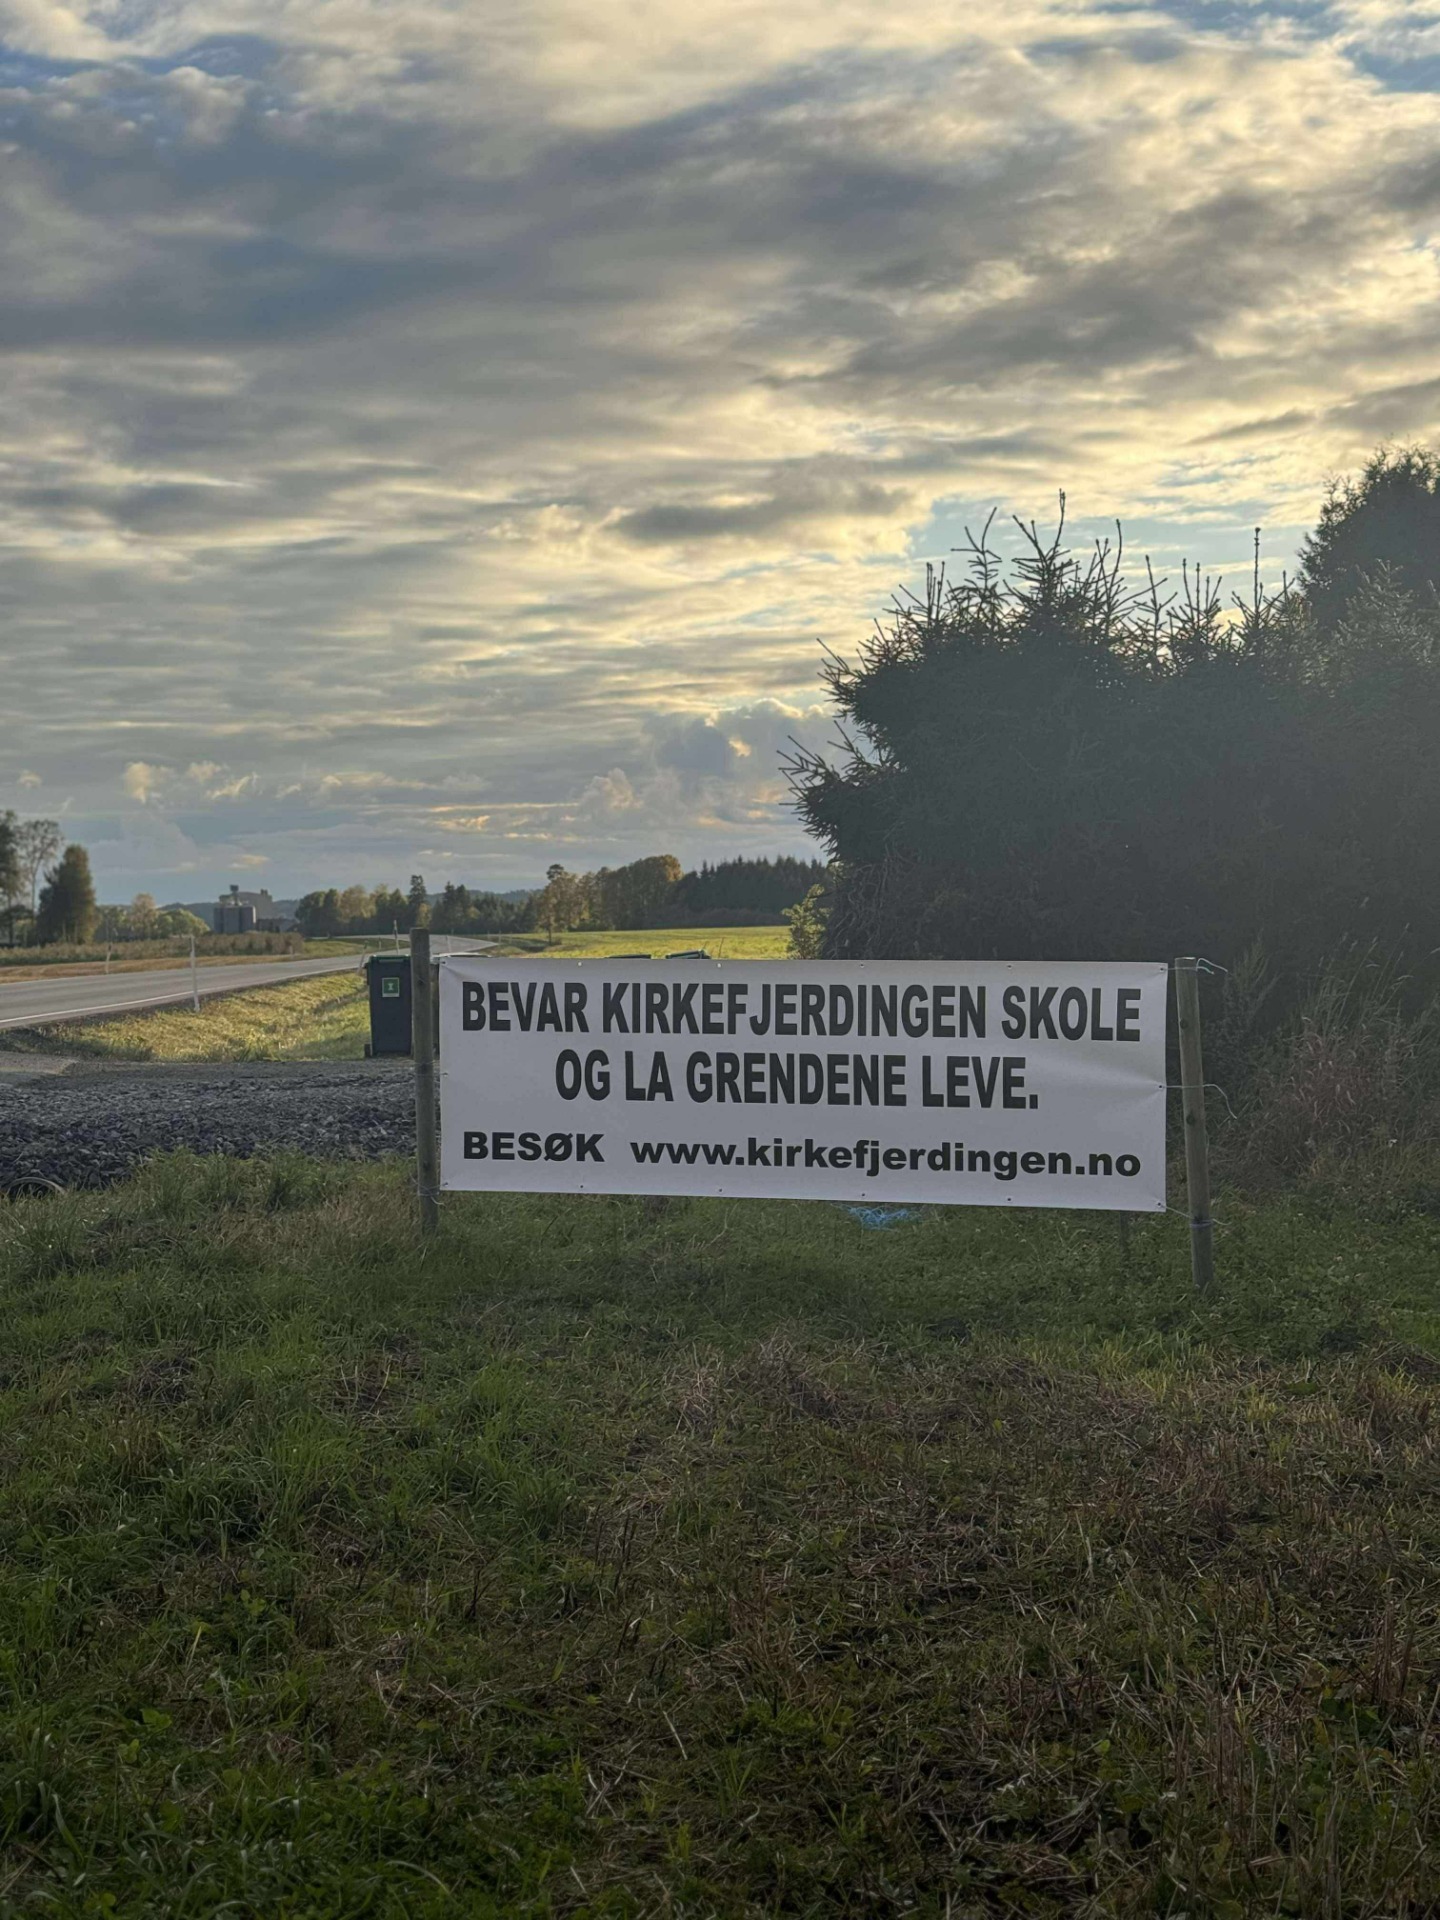 BEVAR KIRKEFJERDINGEN SKOLE
OG LA GRENDENE LEVE.
BESØK www.kirkefjerdingen.no